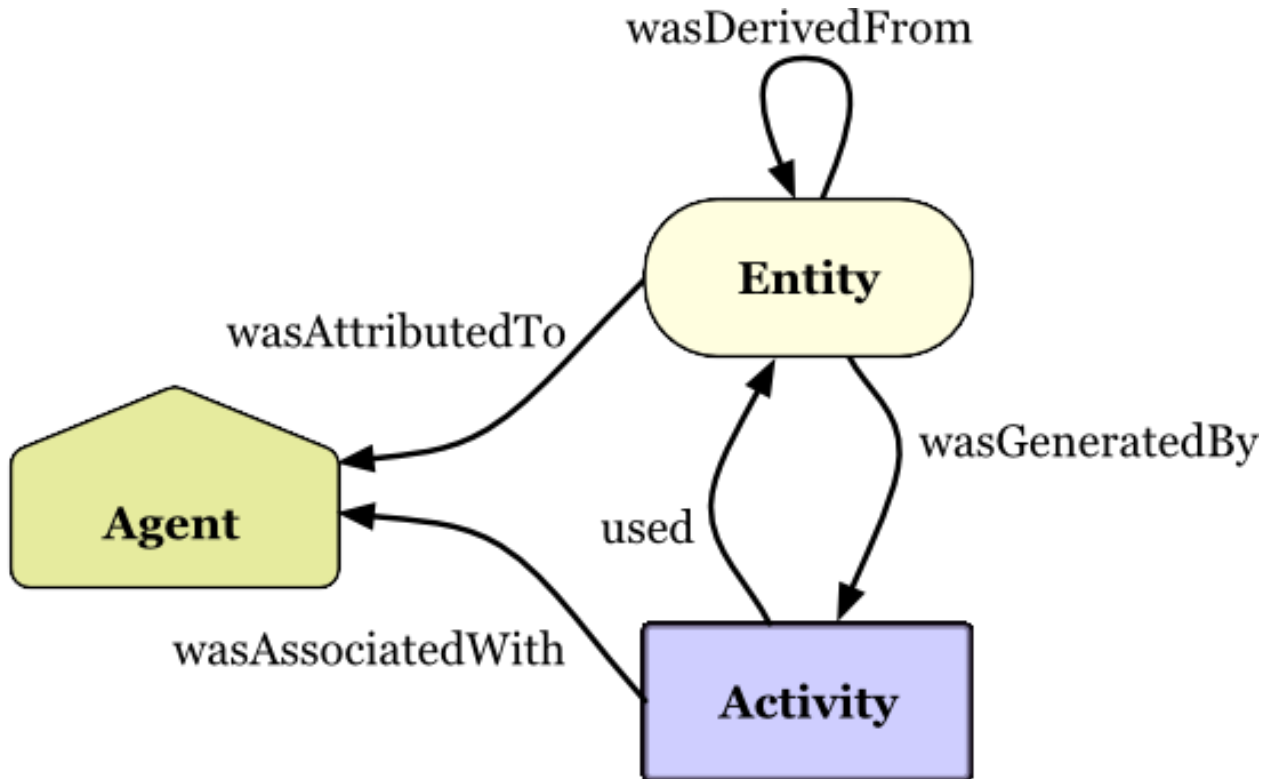 wasDerivedFrom
Entity
wasAttributedTo
wasGeneratedBy
Agent
used
wasAssociatedWith
Activity